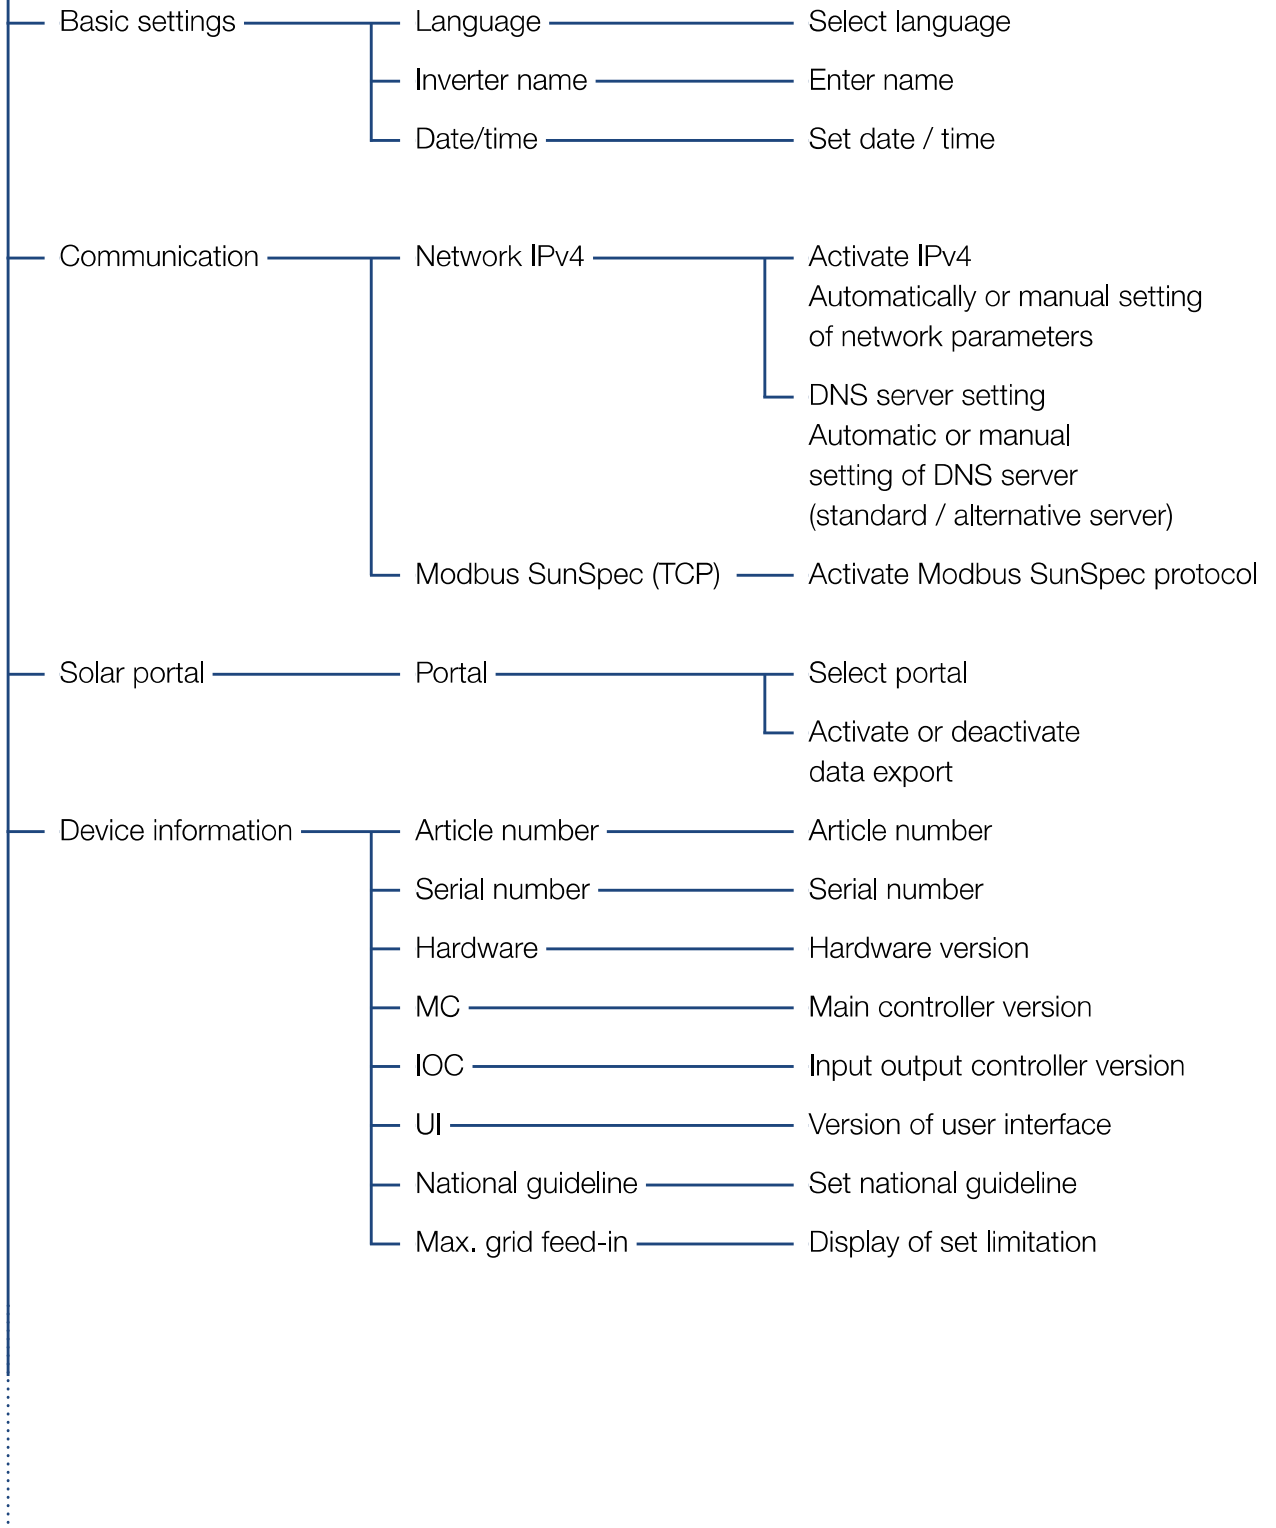 Basic settings Language Select language
Inverter name Enter name
Date/time Set date / time
Communication Network IPv4 Activate IPv4
Automatically or manual setting
of network parameters
DNS server setting
Automatic or manual
setting of DNS server
(standard / alternative server)
Modbus SunSpec (TCP) Activate Modbus SunSpec protocol
Solar portal Portal Select portal
Activate or deactivate
data export
Device information Article number Article number
Serial number Serial number
Hardware Hardware version
MC Main controller version
IOC Input output controller version
UI Version of user interface
National guideline Set national guideline
Max. grid feed-in Display of set limitation